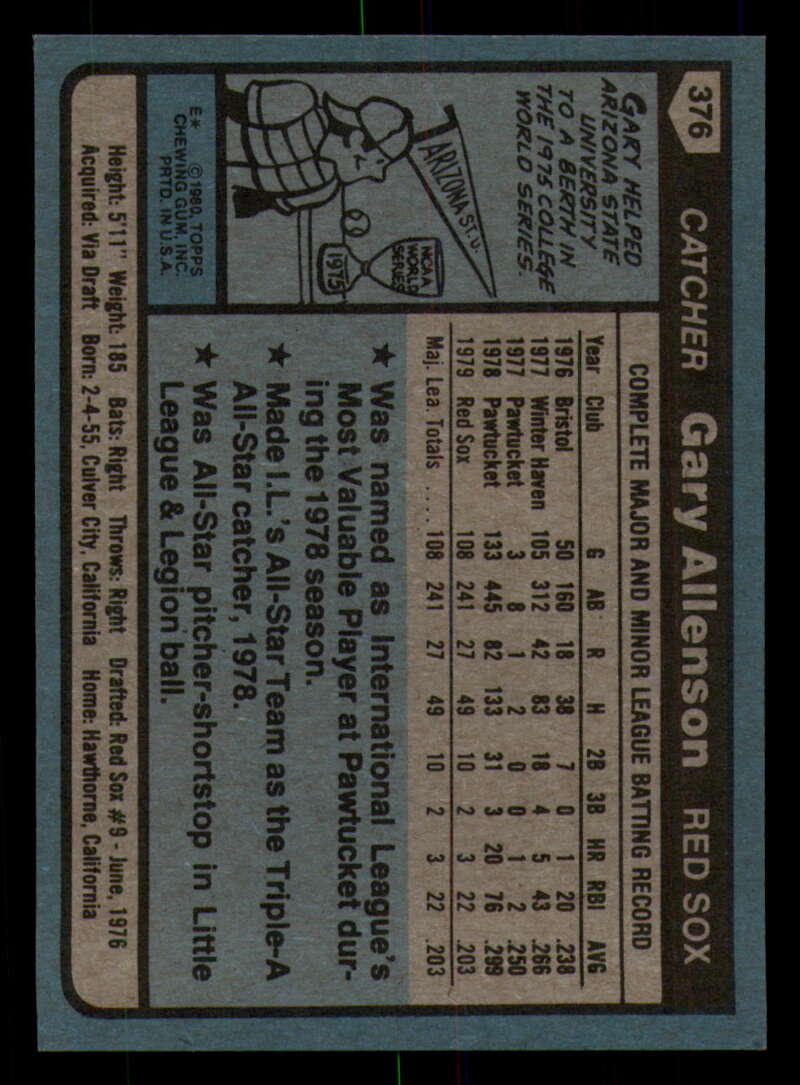 376
CATCHER Gary Allenson RED SOX
GARY HELPED
ARIZONA STATE
UNIVERSITY
TO A BERTH IN
THE 1975 COLLEGE
WORLD SERIES.
ARIZONA ST. U.
NCAA
WORLD
SERIES
1975
E* ©1980, TOPPS
CHEWING GUM, INC.
PRTD. IN U.S.A.
COMPLETE MAJOR AND MINOR LEAGUE BATTING RECORD
Year Club G AB R H 2B 3B HR RBI AVG
1976 Bristol 50 160 18 38 7 0 1 20 .238
1977 Winter Haven 105 312 42 83 18 4 5 43 .266
1977 Pawtucket 3 8 1 2 0 0 1 2 .250
1978 Pawtucket 133 445 82 133 31 3 20 76 .299
1979 Red Sox 108 241 27 49 10 2 3 22 .203
Maj. Lea. Totals ..... 108 241 27 49 10 2 3 22 .203
★ Was named as International League's
Most Valuable Player at Pawtucket dur-
ing the 1978 season.
★ Made I.L.'s All-Star Team as the Triple-A
All-Star catcher, 1978.
★ Was All-Star pitcher-shortstop in Little
League & Legion ball.
Height: 5'11" Weight: 185 Bats: Right Throws: Right Drafted: Red Sox #9 - June, 1976
Acquired: Via Draft Born: 2-4-55, Culver City, California Home: Hawthorne, California